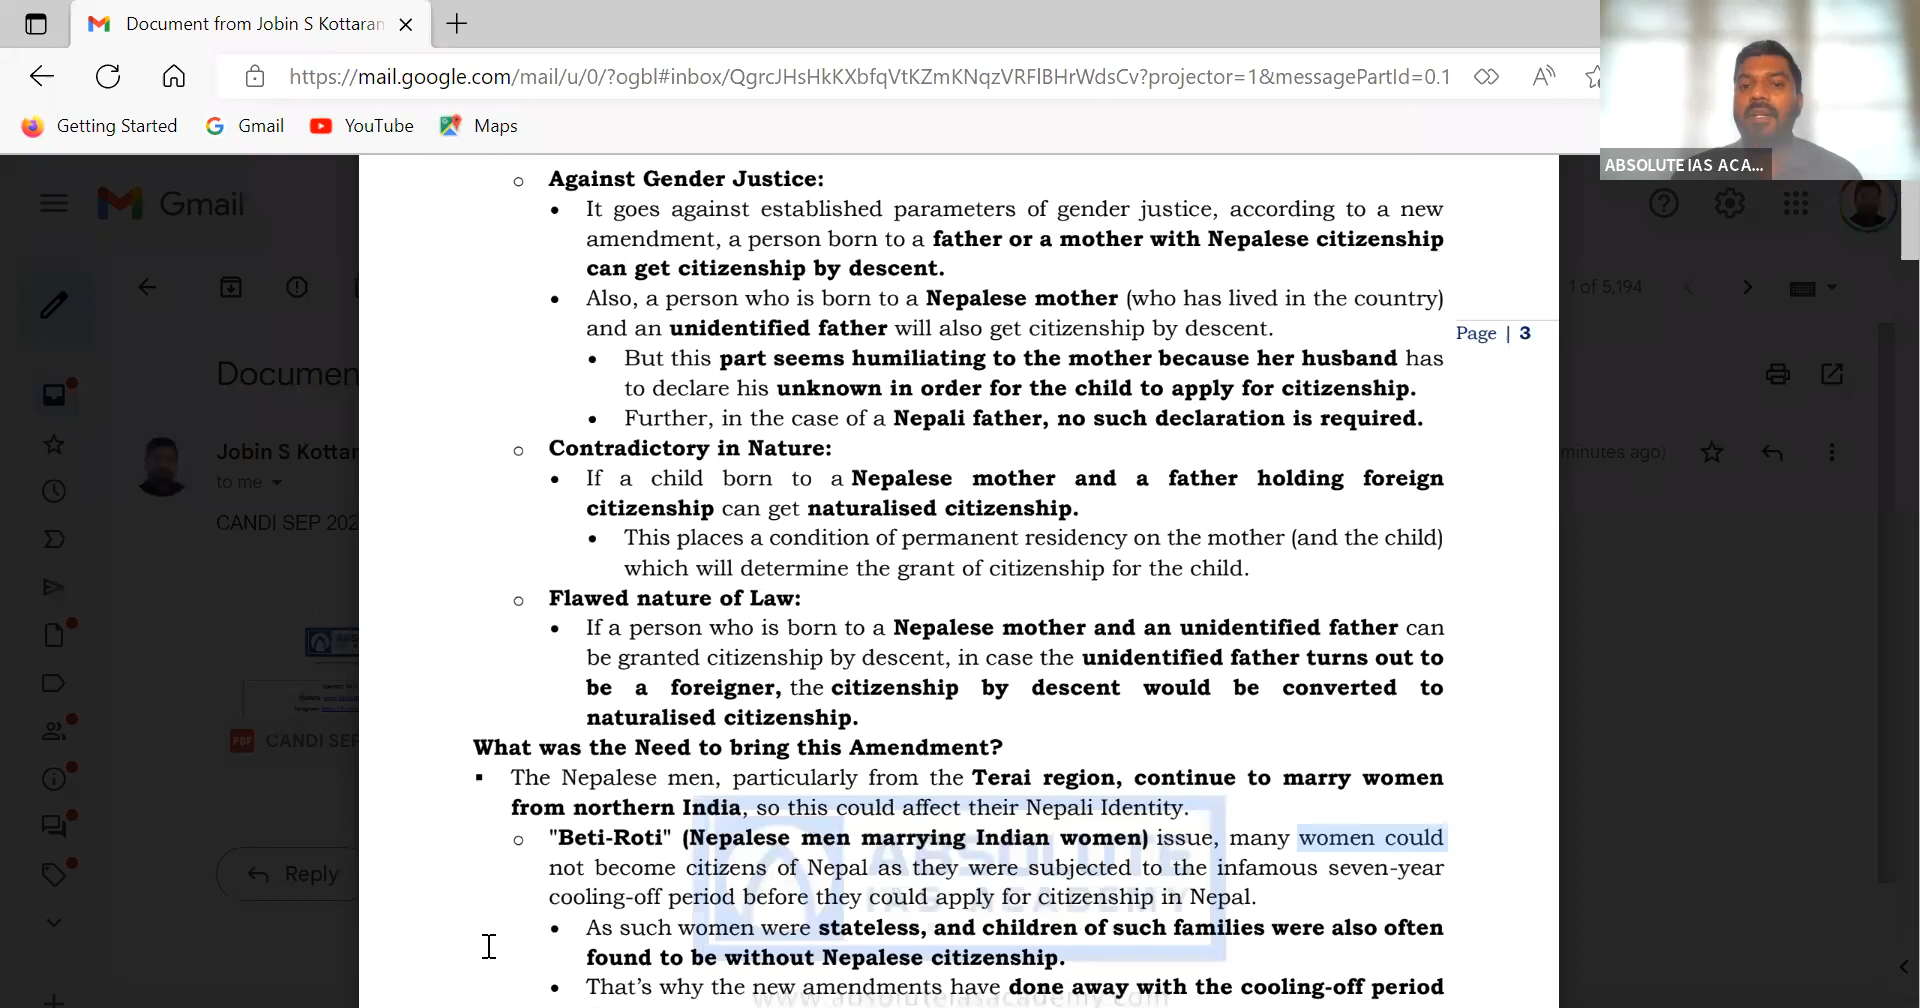 Document from Jobin S Kottaran
https://mail.google.com/mail/u/0/?ogbl#inbox/QgrcJHsHkKXbfqVtKZmKNqzVRFlBHrWdsCv?projector=1&messagePartId=0.1
Getting Started
Gmail
YouTube
Maps
ABSOLUTE IAS ACA...
Gmail
1 of 5,194
Documen
Jobin S Kottar
to me
minutes ago)
CANDI SEP 202
PDF
CANDI SEP
Reply
○ Against Gender Justice:
• It goes against established parameters of gender justice, according to a new
amendment, a person born to a father or a mother with Nepalese citizenship
can get citizenship by descent.
• Also, a person who is born to a Nepalese mother (who has lived in the country)
and an unidentified father will also get citizenship by descent.
Page | 3
• But this part seems humiliating to the mother because her husband has
to declare his unknown in order for the child to apply for citizenship.
• Further, in the case of a Nepali father, no such declaration is required.
○ Contradictory in Nature:
• If a child born to a Nepalese mother and a father holding foreign
citizenship can get naturalised citizenship.
• This places a condition of permanent residency on the mother (and the child)
which will determine the grant of citizenship for the child.
○ Flawed nature of Law:
• If a person who is born to a Nepalese mother and an unidentified father can
be granted citizenship by descent, in case the unidentified father turns out to
be a foreigner, the citizenship by descent would be converted to
naturalised citizenship.
What was the Need to bring this Amendment?
▪ The Nepalese men, particularly from the Terai region, continue to marry women
from northern India, so this could affect their Nepali Identity.
○ "Beti-Roti" (Nepalese men marrying Indian women) issue, many women could
not become citizens of Nepal as they were subjected to the infamous seven-year
cooling-off period before they could apply for citizenship in Nepal.
• As such women were stateless, and children of such families were also often
found to be without Nepalese citizenship.
• That's why the new amendments have done away with the cooling-off period
ABSOLUTE
IAS ACADEMY
www.absoluteiasacademy.com